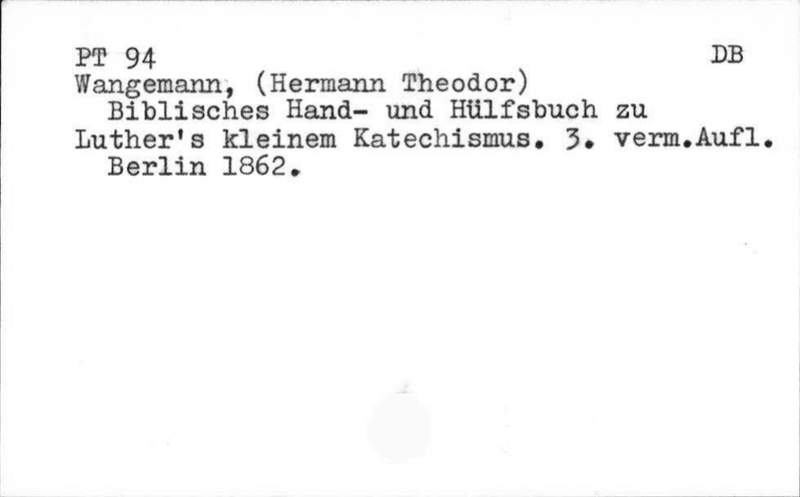 PT 94 DB
Wangemann, (Hermann Theodor)
Biblisches Hand- und Hülfsbuch zu
Luther's kleinem Katechismus. 3. verm.Aufl.
Berlin 1862.